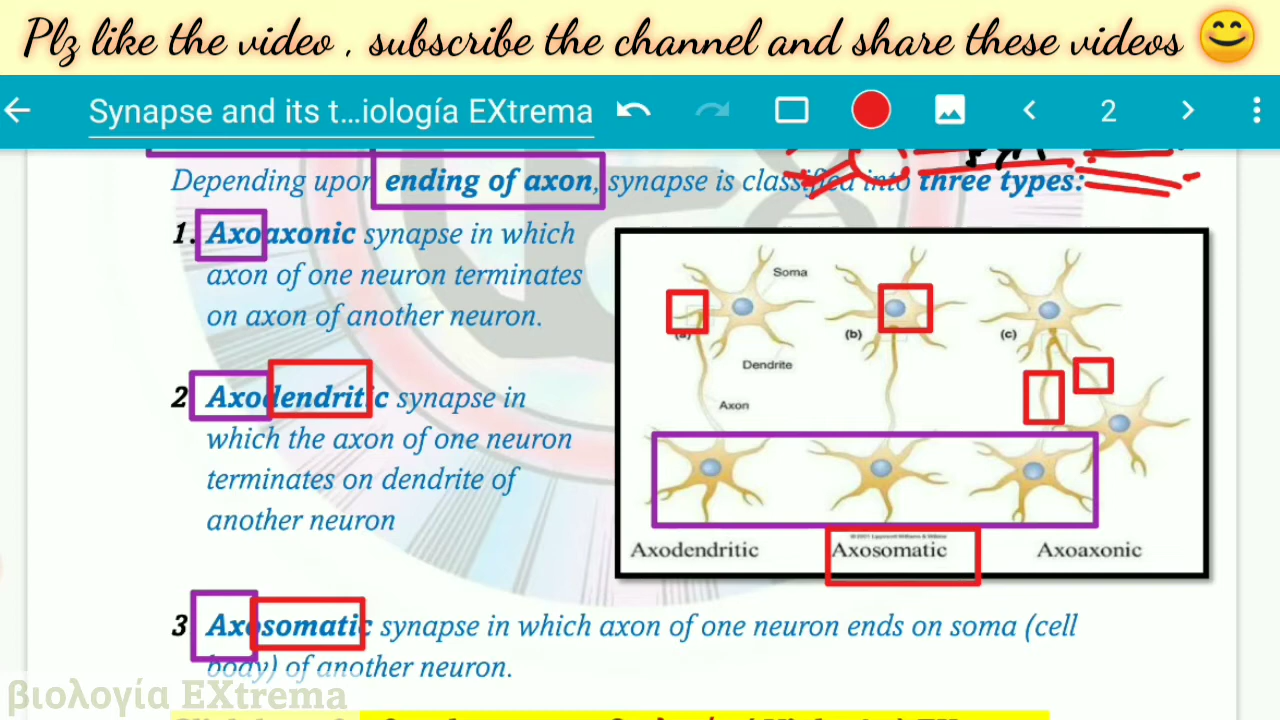 Plz like the video , subscribe the channel and share these videos 😊
Synapse and its t...iología EXtrema
2
Depending upon ending of axon, synapse is classified into three types:
1. Axoaxonic synapse in which
axon of one neuron terminates
on axon of another neuron.
2 Axodendritic synapse in
which the axon of one neuron
terminates on dendrite of
another neuron
Soma
(a)
(b)
(c)
Dendrite
Axon
Axodendritic
Axosomatic
Axoaxonic
3 Axosomatic synapse in which axon of one neuron ends on soma (cell
body) of another neuron.
βιολογία EXtrema